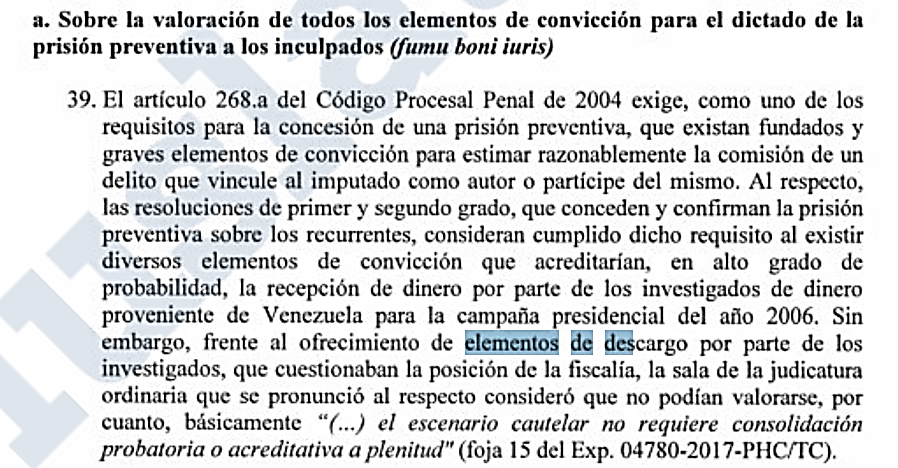 a. Sobre la valoración de todos los elementos de convicción para el dictado de la
prisión preventiva a los inculpados (fumu boni iuris)
39. El artículo 268.a del Código Procesal Penal de 2004 exige, como uno de los
requisitos para la concesión de una prisión preventiva, que existan fundados y
graves elementos de convicción para estimar razonablemente la comisión de un
delito que vincule al imputado como autor o partícipe del mismo. Al respecto,
las resoluciones de primer y segundo grado, que conceden y confirman la prisión
preventiva sobre los recurrentes, consideran cumplido dicho requisito al existir
diversos elementos de convicción que acreditarían, en alto grado de
probabilidad, la recepción de dinero por parte de los investigados de dinero
proveniente de Venezuela para la campaña presidencial del año 2006. Sin
embargo, frente al ofrecimiento de elementos de descargo por parte de los
investigados, que cuestionaban la posición de la fiscalía, la sala de la judicatura
ordinaria que se pronunció al respecto consideró que no podían valorarse, por
cuanto, básicamente “(...) el escenario cautelar no requiere consolidación
probatoria o acreditativa a plenitud" (foja 15 del Exp. 04780-2017-PHC/TC).